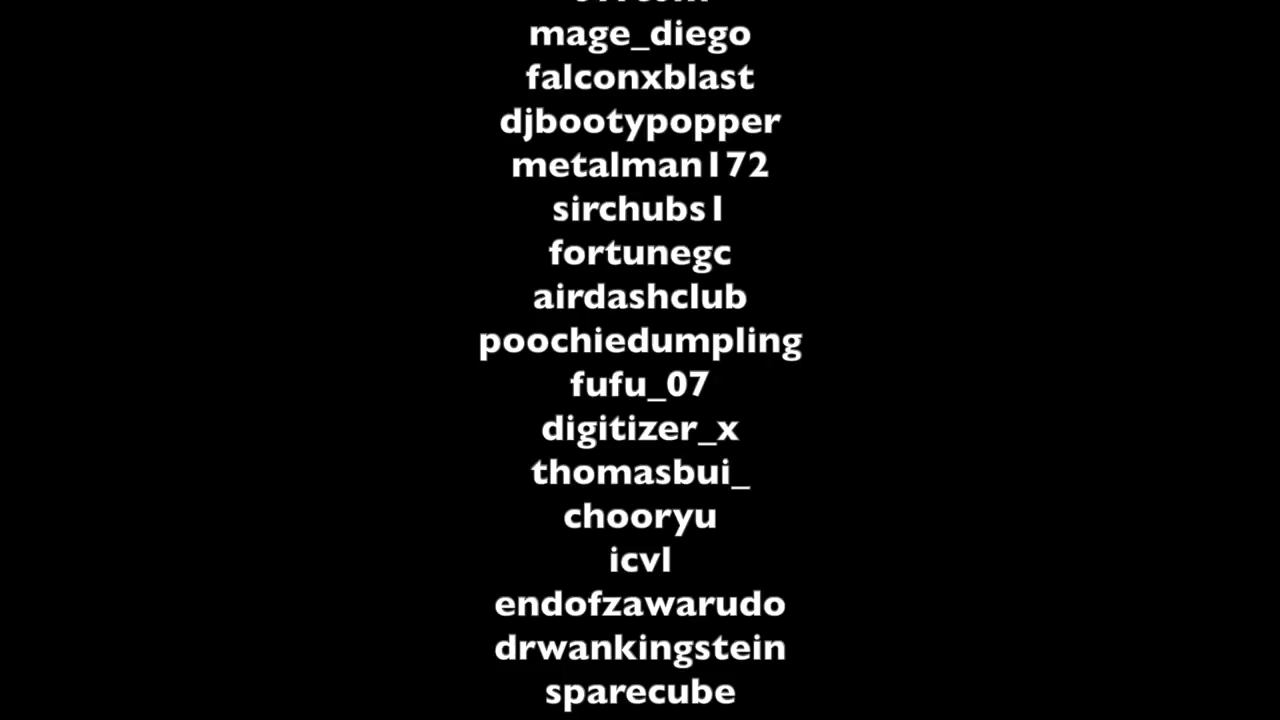 mage_diego
falconxblast
djbootypopper
metalman172
sirchubs1
fortunegc
airdashclub
poochiedumpling
fufu_07
digitizer_x
thomasbui_
chooryu
icvl
endofzawarudo
drwankingstein
sparecube